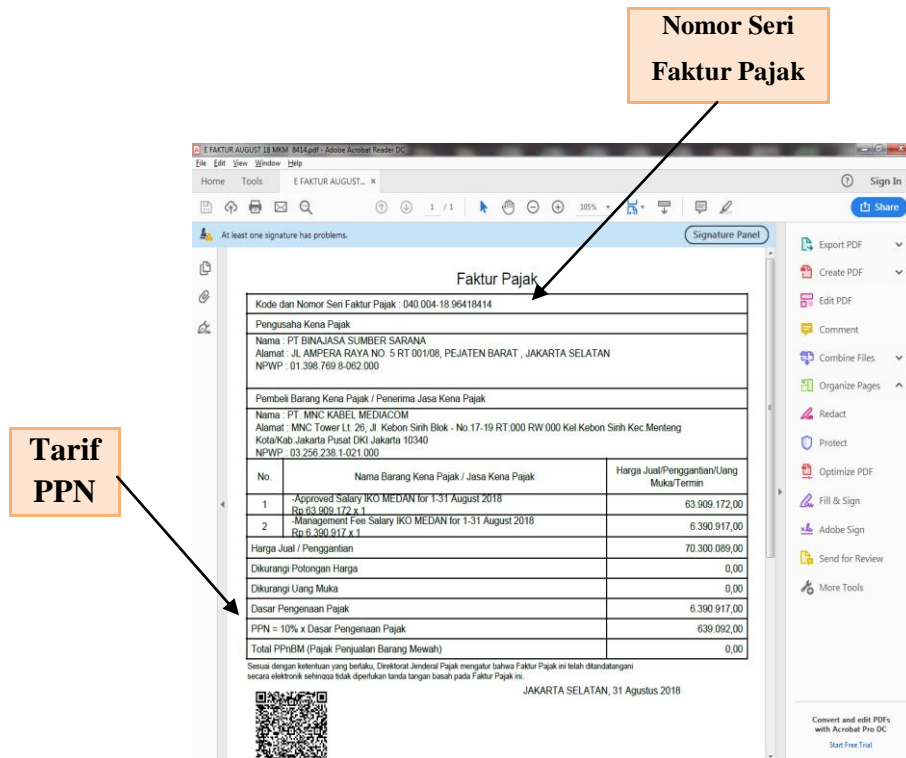 Nomor Seri
Faktur Pajak
E FAKTUR AUGUST 18 MKM 8414.pdf - Adobe Acrobat Reader DC
File Edit View Window Help
Home Tools E FAKTUR AUGUST... × Sign In
1 / 1 105% Share
At least one signature has problems. Signature Panel
Faktur Pajak
Kode dan Nomor Seri Faktur Pajak : 040.004-18.96418414
Pengusaha Kena Pajak
Nama : PT BINAJASA SUMBER SARANA
Alamat : JL AMPERA RAYA NO. 5 RT 001/08, PEJATEN BARAT , JAKARTA SELATAN
NPWP : 01.398.769.8-062.000
Pembeli Barang Kena Pajak / Penerima Jasa Kena Pajak
Nama : PT. MNC KABEL MEDIACOM
Alamat : MNC Tower Lt. 26, Jl. Kebon Sirih Blok - No.17-19 RT:000 RW:000 Kel.Kebon Sirih Kec.Menteng
Kota/Kab.Jakarta Pusat DKI Jakarta 10340
NPWP : 03.256.238.1-021.000
No. Nama Barang Kena Pajak / Jasa Kena Pajak Harga Jual/Penggantian/Uang
Muka/Termin
1 -Approved Salary IKO MEDAN for 1-31 August 2018 63.909.172,00
Rp 63.909.172 x 1
2 -Management Fee Salary IKO MEDAN for 1-31 August 2018 6.390.917,00
Rp 6.390.917 x 1
Harga Jual / Penggantian 70.300.089,00
Dikurangi Potongan Harga 0,00
Dikurangi Uang Muka 0,00
Dasar Pengenaan Pajak 6.390.917,00
PPN = 10% x Dasar Pengenaan Pajak 639.092,00
Total PPnBM (Pajak Penjualan Barang Mewah) 0,00
Sesuai dengan ketentuan yang berlaku, Direktorat Jenderal Pajak mengatur bahwa Faktur Pajak ini telah ditandatangani
secara elektronik sehingga tidak diperlukan tanda tangan basah pada Faktur Pajak ini.
JAKARTA SELATAN, 31 Agustus 2018
Tarif
PPN
Export PDF
Create PDF
Edit PDF
Comment
Combine Files
Organize Pages
Redact
Protect
Optimize PDF
Fill & Sign
Adobe Sign
Send for Review
More Tools
Convert and edit PDFs
with Acrobat Pro DC
Start Free Trial